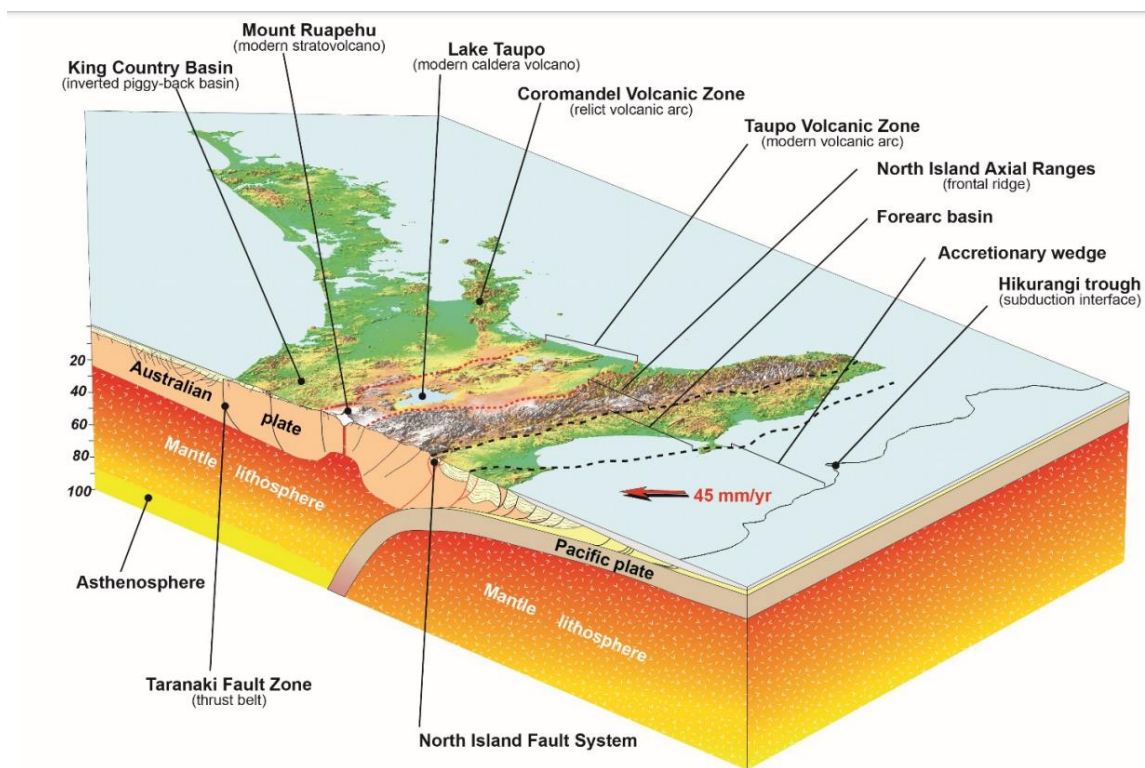 Mount Ruapehu
(modern stratovolcano)
Lake Taupo
(modern caldera volcano)
King Country Basin
(inverted piggy-back basin)
Coromandel Volcanic Zone
(relict volcanic arc)
Taupo Volcanic Zone
(modern volcanic arc)
North Island Axial Ranges
(frontal ridge)
Forearc basin
Accretionary wedge
Hikurangi trough
(subduction interface)
20
40
60
80
100
Australian plate
Mantle lithosphere
45 mm/yr
Pacific plate
Mantle lithosphere
Asthenosphere
Taranaki Fault Zone
(thrust belt)
North Island Fault System